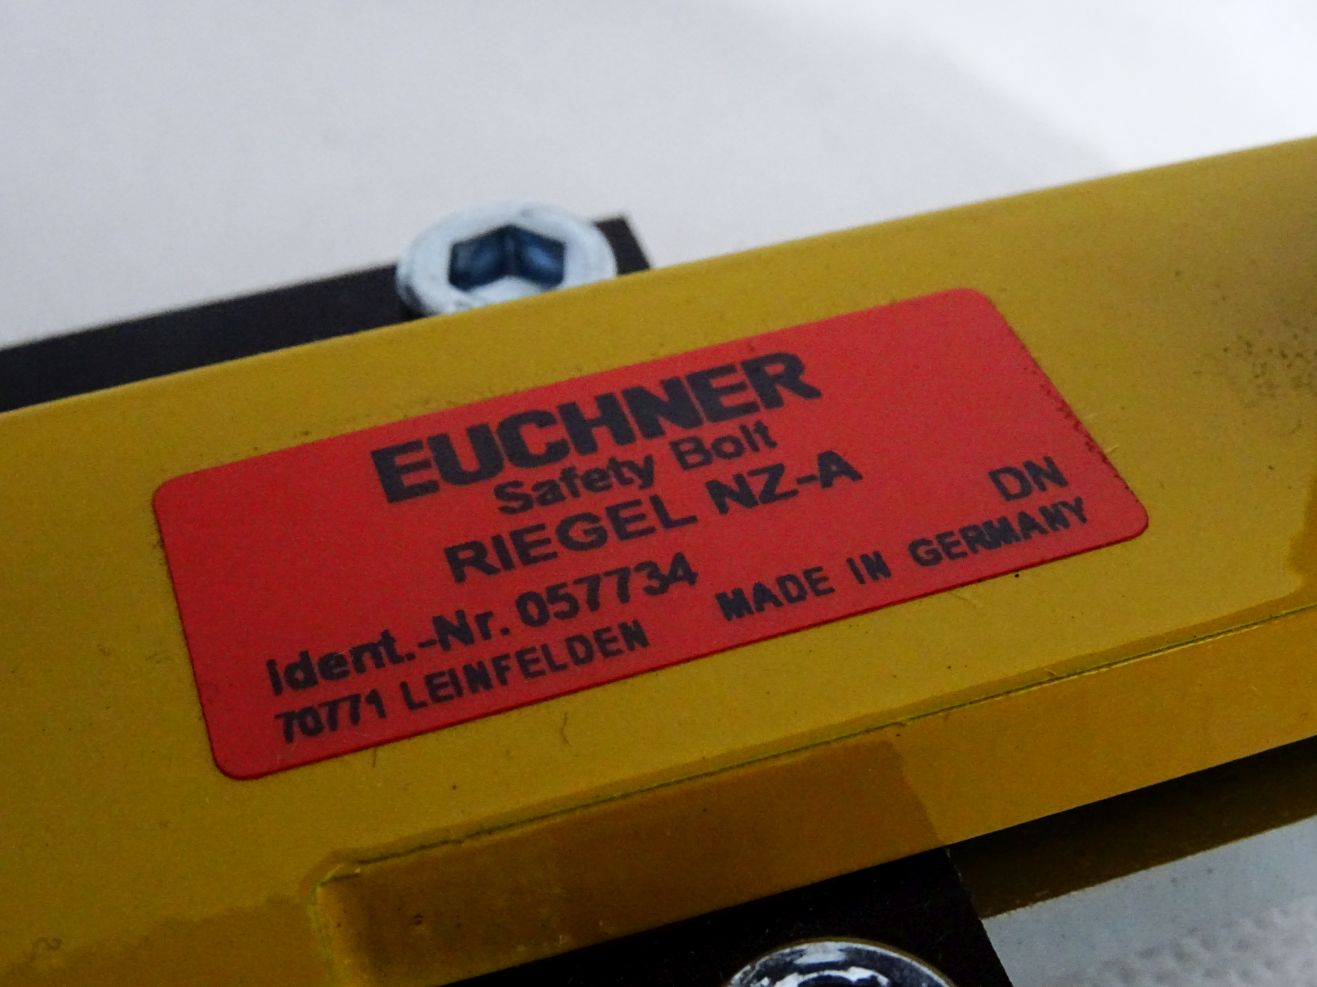 EUCHNER
Safety Bolt
RIEGEL NZ-A
DN
Ident.-Nr. 057734
70771 LEINFELDEN MADE IN GERMANY